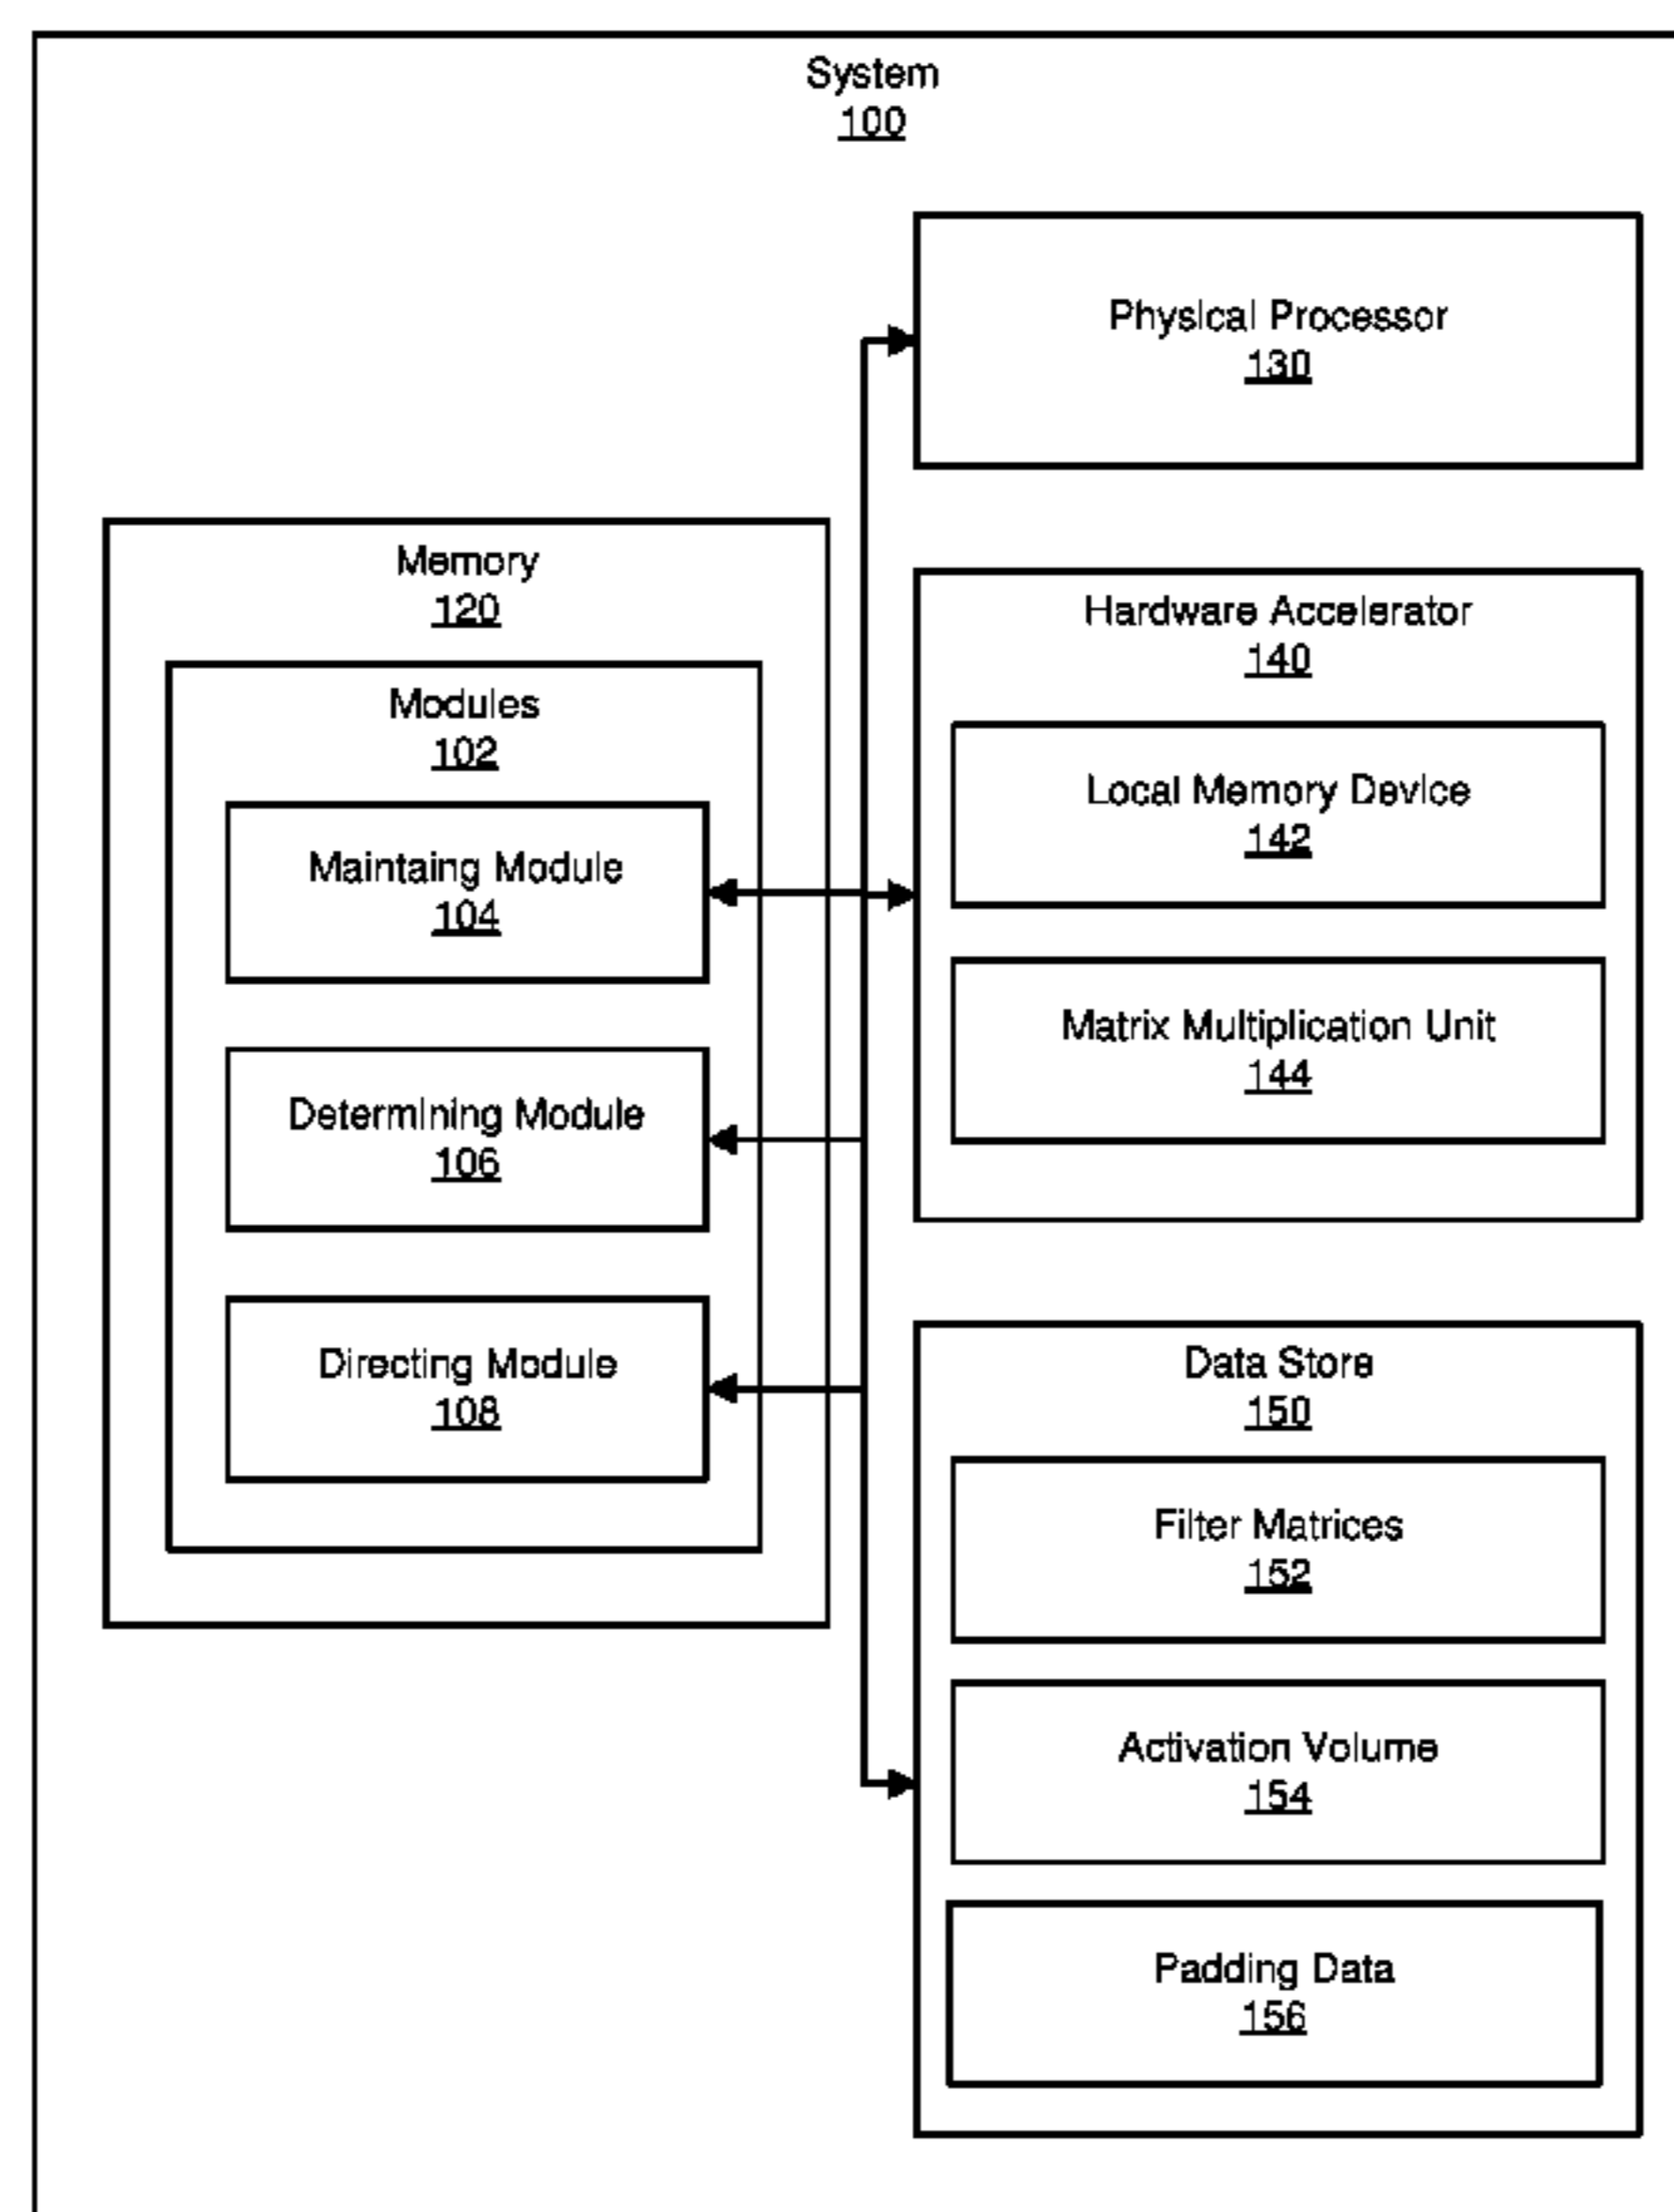 System
100
Physical Processor
130
Memory
120
Modules
102
Maintaing Module
104
Determining Module
106
Directing Module
108
Hardware Accelerator
140
Local Memory Device
142
Matrix Multiplication Unit
144
Data Store
150
Filter Matrices
152
Activation Volume
154
Padding Data
156